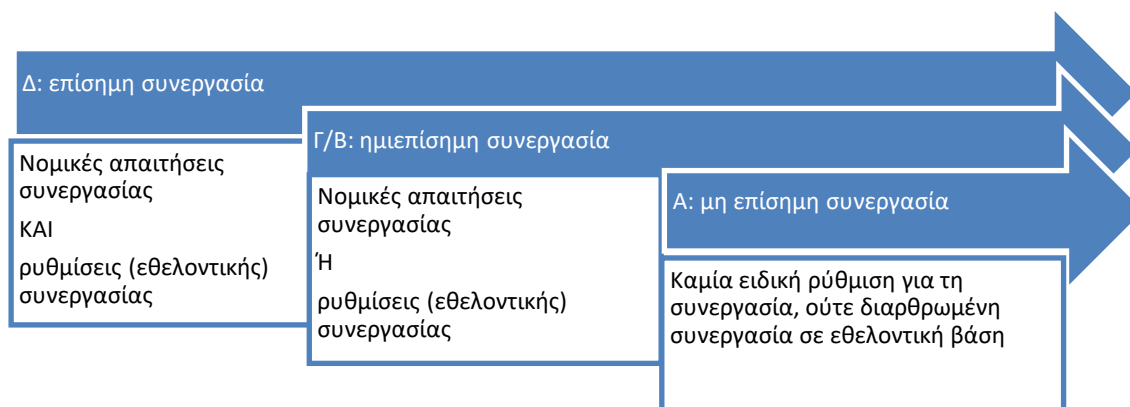 Δ: επίσημη συνεργασία
Νομικές απαιτήσεις
συνεργασίας
ΚΑΙ
ρυθμίσεις (εθελοντικής)
συνεργασίας
Γ/Β: ημιεπίσημη συνεργασία
Νομικές απαιτήσεις
συνεργασίας
Ή
ρυθμίσεις (εθελοντικής)
συνεργασίας
Α: μη επίσημη συνεργασία
Καμία ειδική ρύθμιση για τη
συνεργασία, ούτε διαρθρωμένη
συνεργασία σε εθελοντική βάση